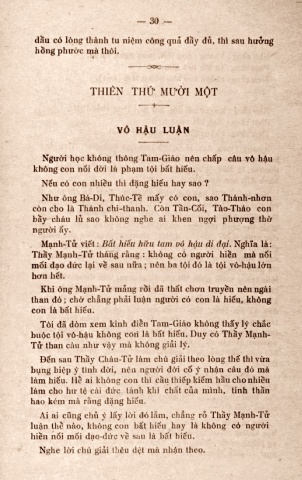 — 30 —
dầu có lòng thành tu niệm công quả đầy đủ, thì sau hưởng
hồng phước mà thôi.
THIÊN THỨ MƯỜI MỘT
VÔ HẬU LUẬN
Người học không thông Tam-Giáo nên chấp câu vô hậu
không con nối dời là phạm tội bất hiếu.
Nếu có con nhiều thì đặng hiếu hay sao ?
Như ông Bá-Di, Thúc-Tề mấy có con, sao Thánh-nhơn
còn cho là Thánh chi-thanh. Còn Tần-Cối, Tào-Tháo con
bầy cháu lũ sao không nghe ai khen ngợi phượng thờ
người ấy.
Mạnh-Tử viết: Bất hiếu hữu tam vô hậu di đại. Nghĩa là:
Thầy Mạnh-Tử thảng rằng : không có người hiền mà nối
mối đạo đức lại về sau nữa ; nên ba tội đó là tội vô-hậu lớn
hơn hết.
Khi ông Mạnh-Tử mảng rồi đã thất chơn truyền nên ngài
than đó ; chớ chẳng phải luận người có con là hiếu, không
con là bất hiếu.
Tôi đã dòm xem kinh điển Tam-Giáo không thấy lý chắc
buộc tội vô-hậu không con là bất hiếu. Duy có Thầy Mạnh-
Tử than câu như vậy mà không giải lý.
Đến sau Thầy Châu-Tử làm chú giải theo lòng thế thì vừa
bụng hiệp ý tình dời, nên người đời cố ý nhận câu đó mà
làm hiếu. Hễ ai không con thì cầu thiếp kiếm hầu cho nhiều
làm cho hư tệ các đức tánh khí chất của mình, tinh thần
hao kém mà rằng đặng hiếu.
Ai ai cũng chú ý lấy lời đó lắm, chẳng rõ Thầy Mạnh-Tử
luận thế nào, không con bất hiếu hay là không có người
hiền nối mối đạo-đức về sau là bất hiếu.
Nghe lời chú giải thêu dệt mà nhận theo.